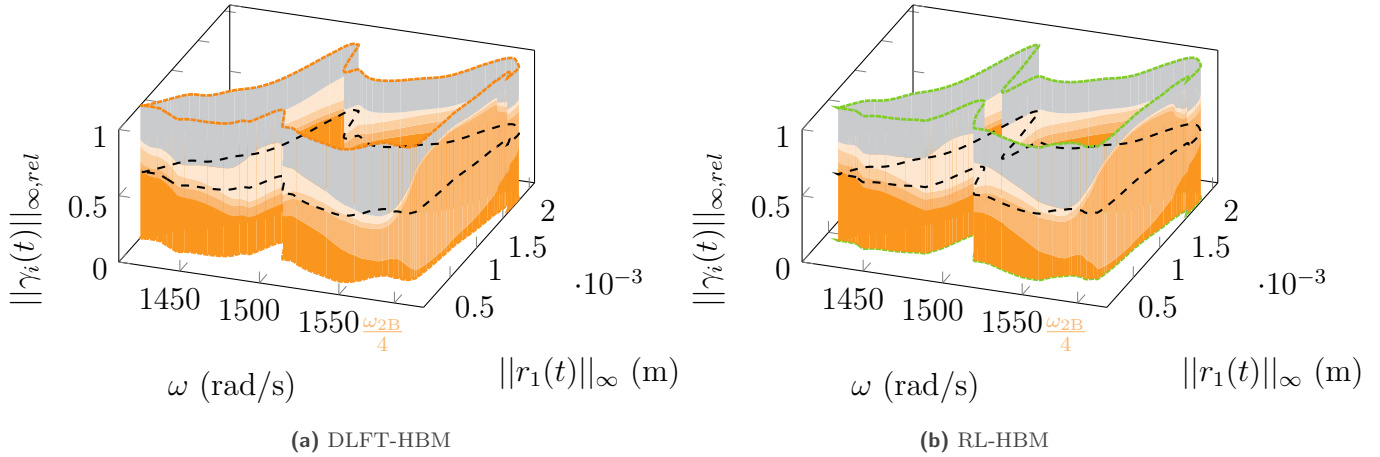 ||γᵢ(t)||∞,rel
1
0.5
0
1450
1500
1550
ω₂B/4
0.5
1
1.5
2
·10⁻³
ω (rad/s)
||r₁(t)||∞ (m)
(a) DLFT-HBM
||γᵢ(t)||∞,rel
1
0.5
0
1450
1500
1550
ω₂B/4
0.5
1
1.5
2
·10⁻³
ω (rad/s)
||r₁(t)||∞ (m)
(b) RL-HBM